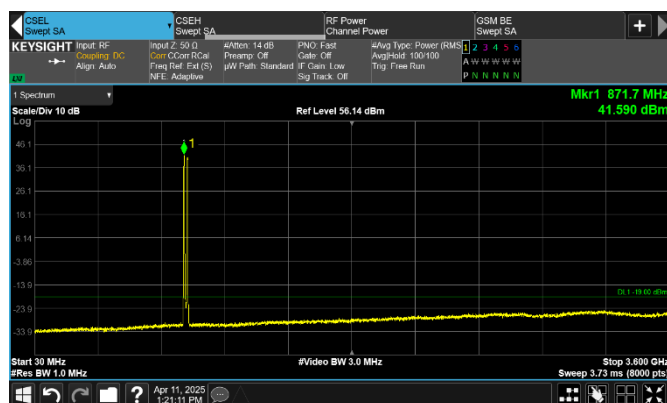 CSEL
Swept SA
CSEH
Swept SA
RF Power
Channel Power
GSM BE
Swept SA
+
KEYSIGHT
Input: RF
Coupling: DC
Align: Auto
Input Z: 50 Ω
Corr CCorr RCal
Freq Ref: Ext (S)
NFE: Adaptive
#Atten: 14 dB
Preamp: Off
µW Path: Standard
PNO: Fast
Gate: Off
IF Gain: Low
Sig Track: Off
#Avg Type: Power (RMS)
Avg|Hold: 100/100
Trig: Free Run
1 2 3 4 5 6
A W W W W W
P N N N N N
1 Spectrum
Scale/Div 10 dB
Ref Level 56.14 dBm
Mkr1 871.7 MHz
41.590 dBm
Log
1
46.1
36.1
26.1
16.1
6.14
-3.86
-13.9
-23.9
-33.9
DL1 -19.00 dBm
Start 30 MHz
#Res BW 1.0 MHz
#Video BW 3.0 MHz
Stop 3.600 GHz
Sweep 3.73 ms (8000 pts)
?
Apr 11, 2025
1:21:11 PM